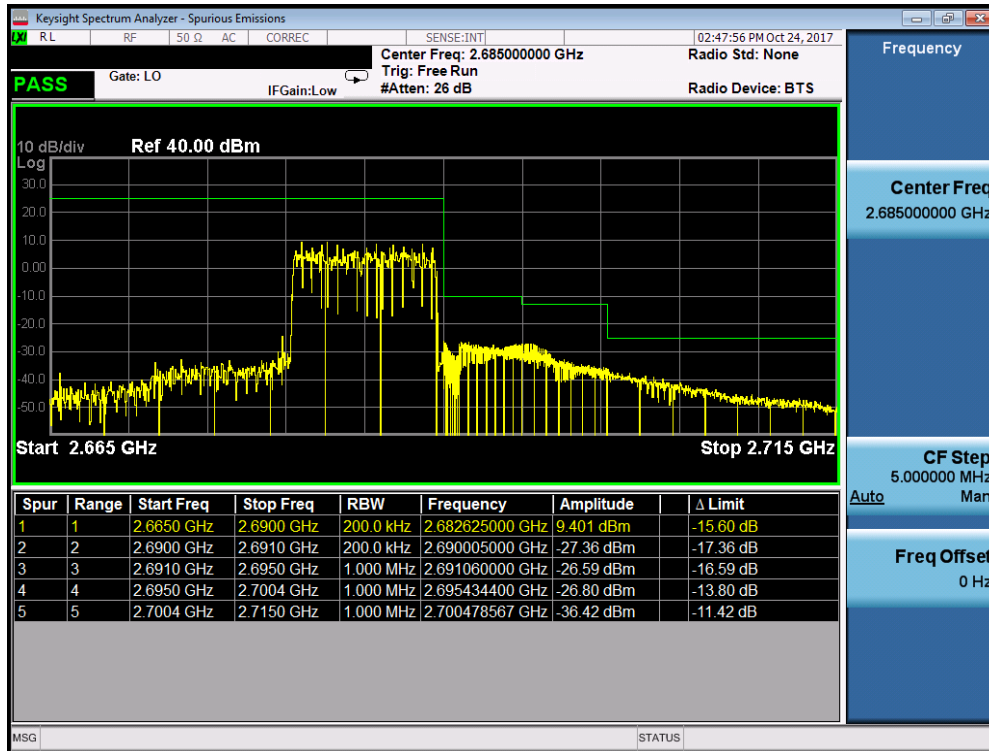 Keysight Spectrum Analyzer - Spurious Emissions
LXI RL RF 50 Ω AC CORREC SENSE:INT 02:47:56 PM Oct 24, 2017
Center Freq: 2.685000000 GHz Radio Std: None
PASS Gate: LO Trig: Free Run
IFGain:Low #Atten: 26 dB Radio Device: BTS
10 dB/div Ref 40.00 dBm
Log
30.0
20.0
10.0
0.00
-10.0
-20.0
-30.0
-40.0
-50.0
Start 2.665 GHz Stop 2.715 GHz
Spur Range Start Freq Stop Freq RBW Frequency Amplitude Δ Limit
1 1 2.6650 GHz 2.6900 GHz 200.0 kHz 2.682625000 GHz 9.401 dBm -15.60 dB
2 2 2.6900 GHz 2.6910 GHz 200.0 kHz 2.690005000 GHz -27.36 dBm -17.36 dB
3 3 2.6910 GHz 2.6950 GHz 1.000 MHz 2.691060000 GHz -26.59 dBm -16.59 dB
4 4 2.6950 GHz 2.7004 GHz 1.000 MHz 2.695434400 GHz -26.80 dBm -13.80 dB
5 5 2.7004 GHz 2.7150 GHz 1.000 MHz 2.700478567 GHz -36.42 dBm -11.42 dB
MSG STATUS
Frequency
Center Freq
2.685000000 GHz
CF Step
5.000000 MHz
Auto Man
Freq Offset
0 Hz